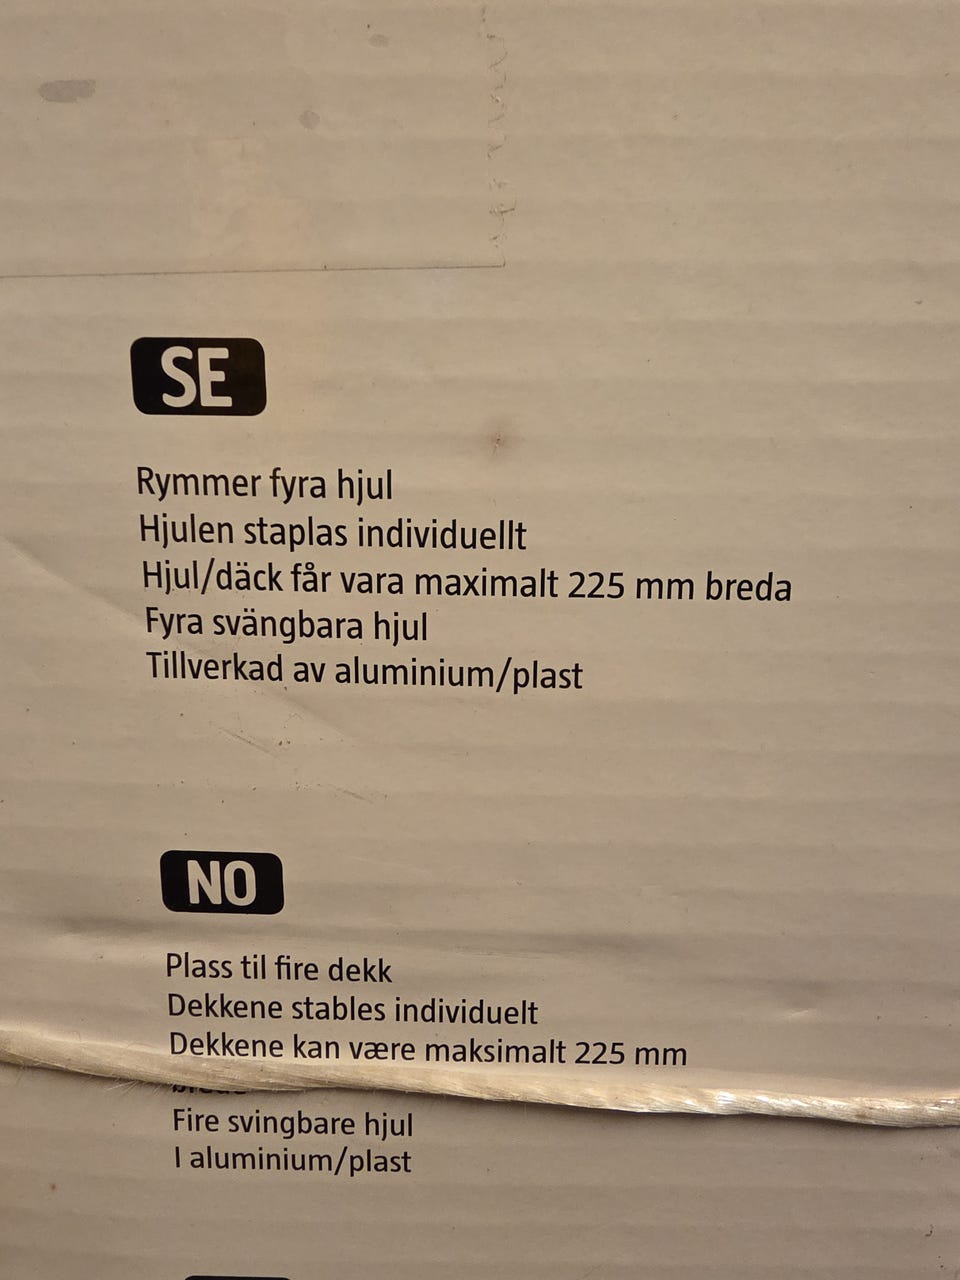 SE
Rymmer fyra hjul
Hjulen staplas individuellt
Hjul/däck får vara maximalt 225 mm breda
Fyra svängbara hjul
Tillverkad av aluminium/plast
NO
Plass til fire dekk
Dekkene stables individuelt
Dekkene kan være maksimalt 225 mm
Fire svingbare hjul
I aluminium/plast